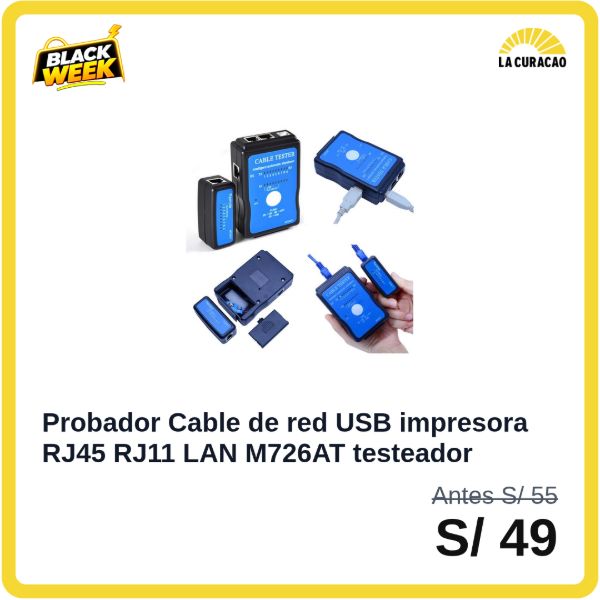 BLACK
WEEK
LA CURACAO
CABLE TESTER
Probador Cable de red USB impresora
RJ45 RJ11 LAN M726AT testeador
Antes S/ 55
S/ 49